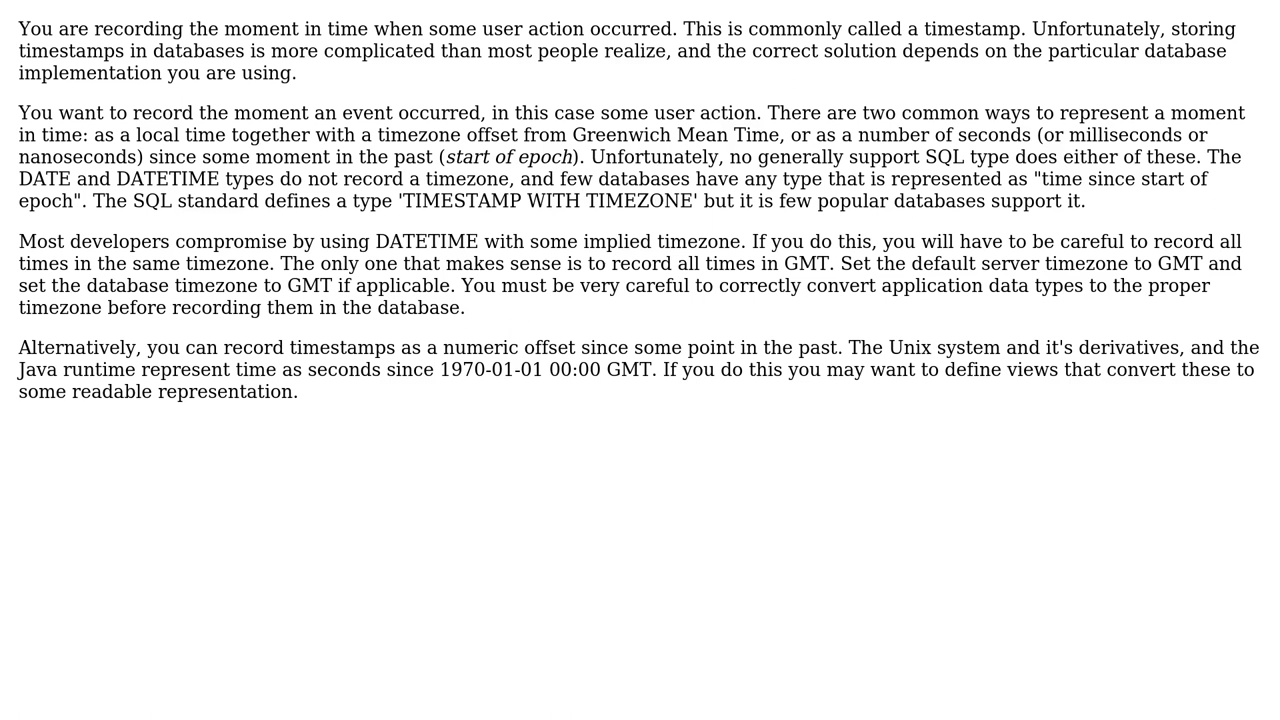 You are recording the moment in time when some user action occurred. This is commonly called a timestamp. Unfortunately, storing
timestamps in databases is more complicated than most people realize, and the correct solution depends on the particular database
implementation you are using.
You want to record the moment an event occurred, in this case some user action. There are two common ways to represent a moment
in time: as a local time together with a timezone offset from Greenwich Mean Time, or as a number of seconds (or milliseconds or
nanoseconds) since some moment in the past (start of epoch). Unfortunately, no generally support SQL type does either of these. The
DATE and DATETIME types do not record a timezone, and few databases have any type that is represented as "time since start of
epoch". The SQL standard defines a type 'TIMESTAMP WITH TIMEZONE' but it is few popular databases support it.
Most developers compromise by using DATETIME with some implied timezone. If you do this, you will have to be careful to record all
times in the same timezone. The only one that makes sense is to record all times in GMT. Set the default server timezone to GMT and
set the database timezone to GMT if applicable. You must be very careful to correctly convert application data types to the proper
timezone before recording them in the database.
Alternatively, you can record timestamps as a numeric offset since some point in the past. The Unix system and it's derivatives, and the
Java runtime represent time as seconds since 1970-01-01 00:00 GMT. If you do this you may want to define views that convert these to
some readable representation.